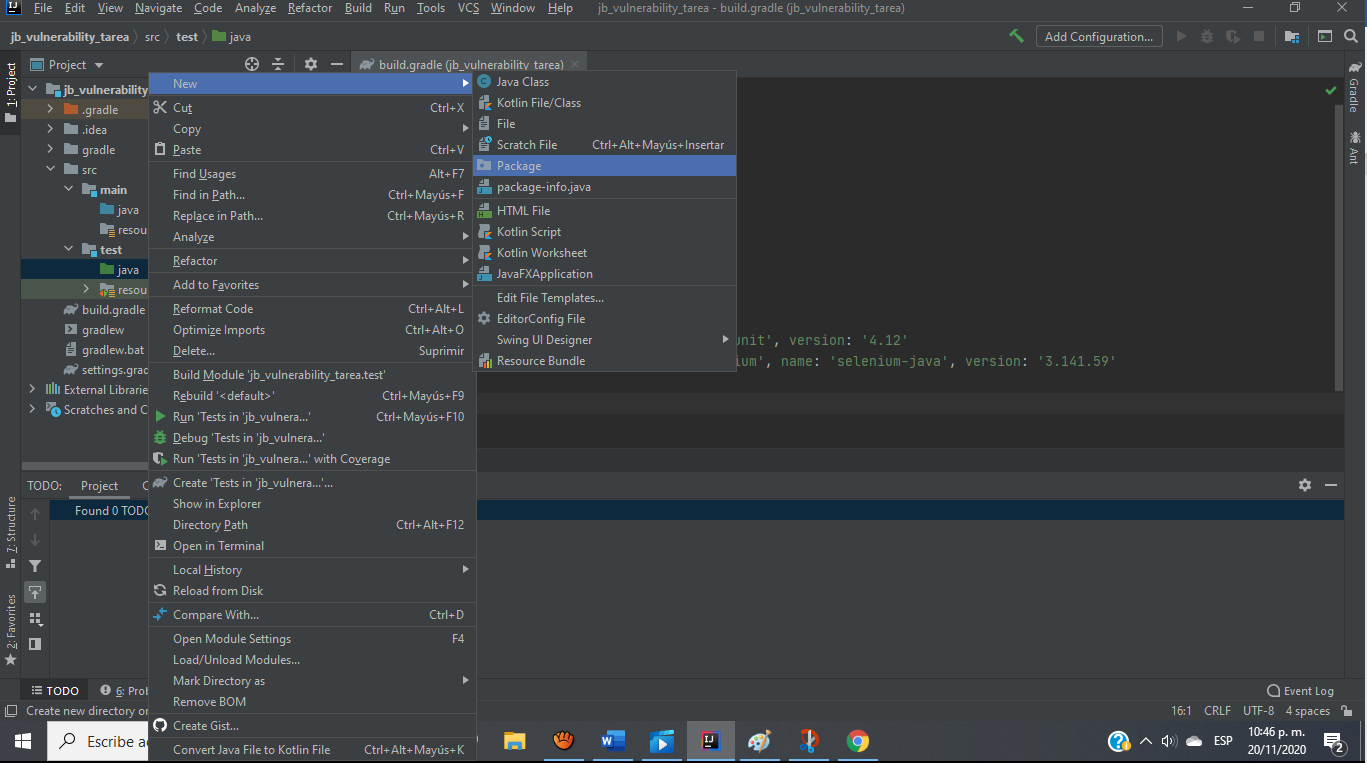 File Edit View Navigate Code Analyze Refactor Build Run Tools VCS Window Help jb_vulnerability_tarea - build.gradle (jb_vulnerability_tarea)
jb_vulnerability_tarea src test java
Add Configuration...
1: Project
Project
build.gradle (jb_vulnerability_tarea)
jb_vulnerability
.gradle
.idea
gradle
src
main
java
resou
test
java
resou
build.gradle
gradlew
gradlew.bat
settings.grad
External Librarie
Scratches and C
New
Cut Ctrl+X
Copy
Paste Ctrl+V
Find Usages Alt+F7
Find in Path... Ctrl+Mayús+F
Replace in Path... Ctrl+Mayús+R
Analyze
Refactor
Add to Favorites
Reformat Code Ctrl+Alt+L
Optimize Imports Ctrl+Alt+O
Delete... Suprimir
Build Module 'jb_vulnerability_tarea.test'
Rebuild '<default>' Ctrl+Mayús+F9
Run 'Tests in 'jb_vulnera...' Ctrl+Mayús+F10
Debug 'Tests in 'jb_vulnera...'
Run 'Tests in 'jb_vulnera...' with Coverage
Create 'Tests in 'jb_vulnera...'...
Show in Explorer
Directory Path Ctrl+Alt+F12
Open in Terminal
Local History
Reload from Disk
Compare With... Ctrl+D
Open Module Settings F4
Load/Unload Modules...
Mark Directory as
Remove BOM
Create Gist...
Convert Java File to Kotlin File Ctrl+Alt+Mayús+K
Java Class
Kotlin File/Class
File
Scratch File Ctrl+Alt+Mayús+Insertar
Package
package-info.java
HTML File
Kotlin Script
Kotlin Worksheet
JavaFXApplication
Edit File Templates...
EditorConfig File
Swing UI Designer
Resource Bundle
unit', version: '4.12'
ium', name: 'selenium-java', version: '3.141.59'
Gradle
Ant
TODO: Project C
Found 0 TODO
7: Structure
2: Favorites
TODO 6: Prob
Event Log
Create new directory or
16:1 CRLF UTF-8 4 spaces
Escribe a
ESP
10:46 p. m.
20/11/2020
2